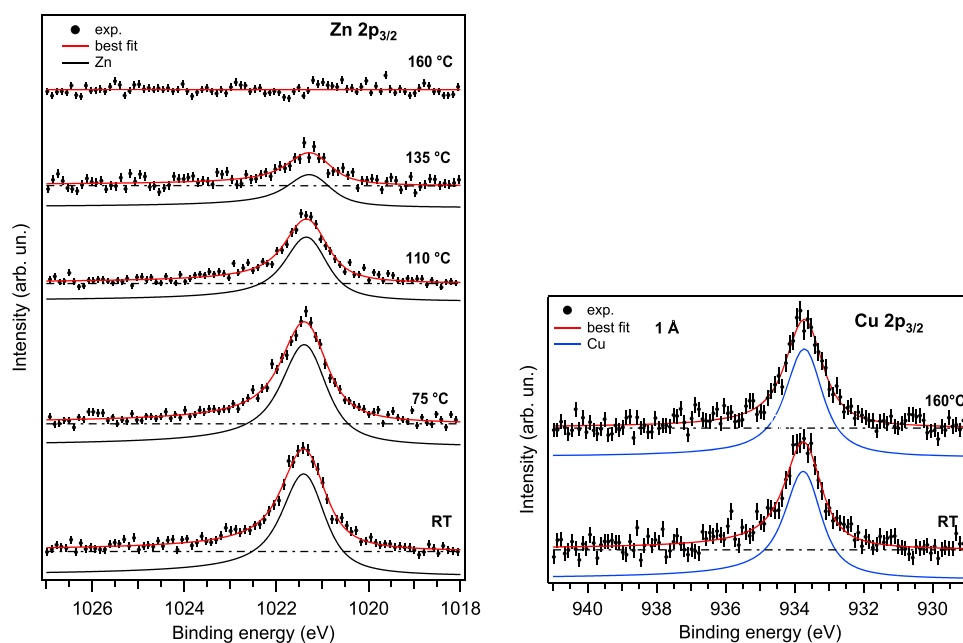 exp.
best fit
Zn
Zn 2p3/2
160 °C
135 °C
110 °C
75 °C
RT
Intensity (arb. un.)
1026
1024
1022
1020
1018
Binding energy (eV)
exp.
best fit
Cu
1 Å
Cu 2p3/2
160°C
RT
Intensity (arb. un.)
940
938
936
934
932
930
Binding energy (eV)